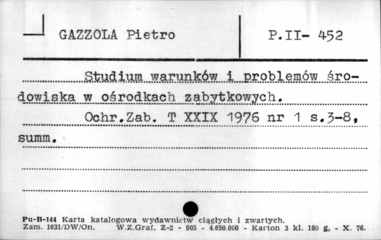 GAZZOLA Pietro P.II- 452
Studium warunków i problemów śro-
dowiska w ośrodkach zabytkowych.
Ochr.Zab. T XXIX 1976 nr 1 s.3-8,
summ.
Pu-B-144 Karta katalogowa wydawnictw ciągłych i zwartych.
Zam. 1031/DW/On. W.Z.Graf. Z-2 - 905 - 4.650.000 - Karton 3 kl. 180 g, - X. 76.